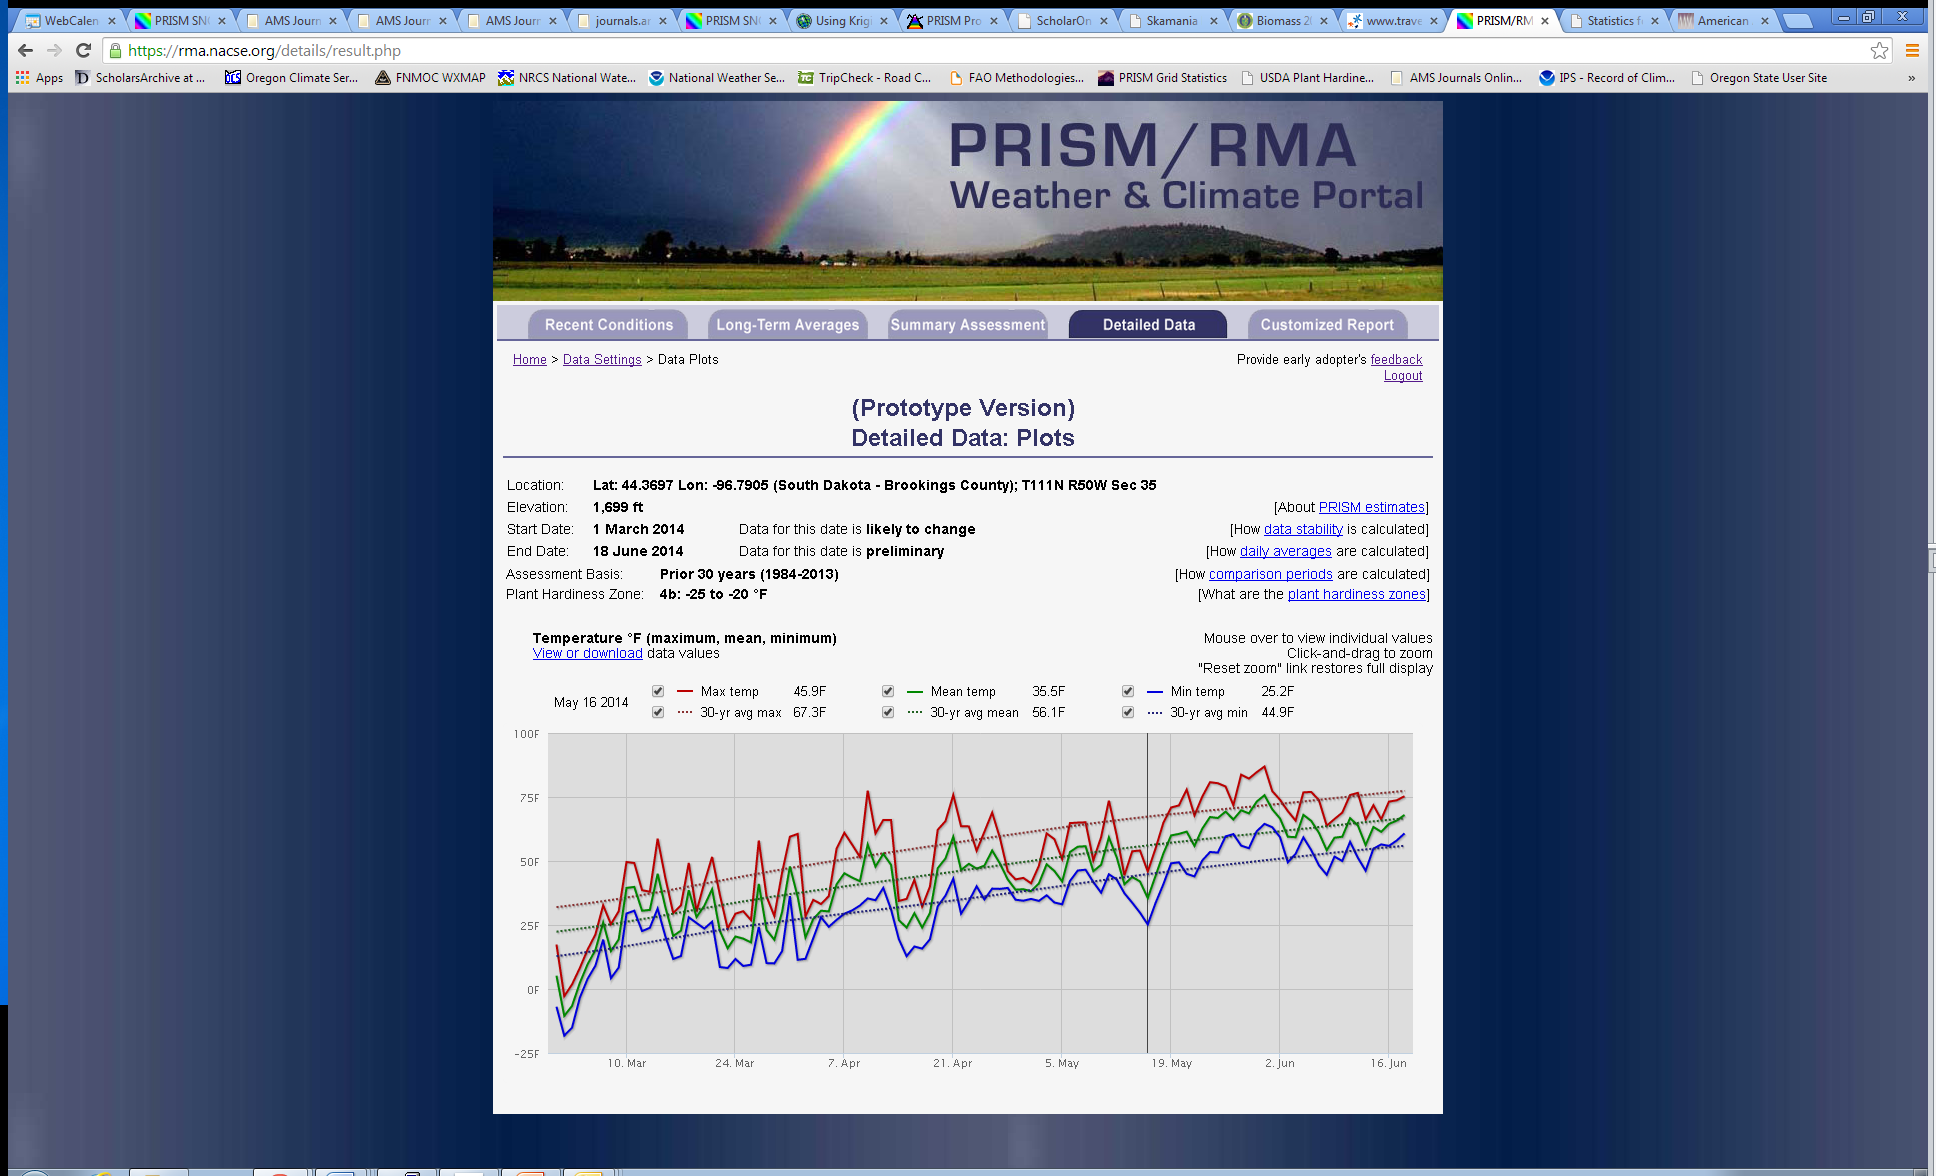 WebCalen
PRISM SN
AMS Journ
AMS Jour
AMS Journ
journals.ar
PRISM SN
Using Krigi
PRISM Pro
ScholarOn
Skamania
Biomass 2
www.trave
PRISM/RM
Statistics f
American
https://rma.nacse.org/details/result.php
Apps ScholarsArchive at ... Oregon Climate Ser... FNMOC WXMAP NRCS National Wate... National Weather Se... TripCheck - Road C... FAO Methodologies... PRISM Grid Statistics USDA Plant Hardine... AMS Journals Onlin... IPS - Record of Clim... Oregon State User Site »
PRISM/RMA
Weather & Climate Portal
Recent Conditions Long-Term Averages Summary Assessment Detailed Data Customized Report
Home > Data Settings > Data Plots Provide early adopter's feedback
Logout
(Prototype Version)
Detailed Data: Plots
Location: Lat: 44.3697 Lon: -96.7905 (South Dakota - Brookings County); T111N R50W Sec 35
Elevation: 1,699 ft [About PRISM estimates]
Start Date: 1 March 2014 Data for this date is likely to change [How data stability is calculated]
End Date: 18 June 2014 Data for this date is preliminary [How daily averages are calculated]
Assessment Basis: Prior 30 years (1984-2013) [How comparison periods are calculated]
Plant Hardiness Zone: 4b: -25 to -20 °F [What are the plant hardiness zones]
Temperature °F (maximum, mean, minimum) Mouse over to view individual values
View or download data values Click-and-drag to zoom
"Reset zoom" link restores full display
May 16 2014
Max temp 45.9F Mean temp 35.5F Min temp 25.2F
30-yr avg max 67.3F 30-yr avg mean 56.1F 30-yr avg min 44.9F
100F
75F
50F
25F
0F
-25F
10. Mar 24. Mar 7. Apr 21. Apr 5. May 19. May 2. Jun 16. Jun